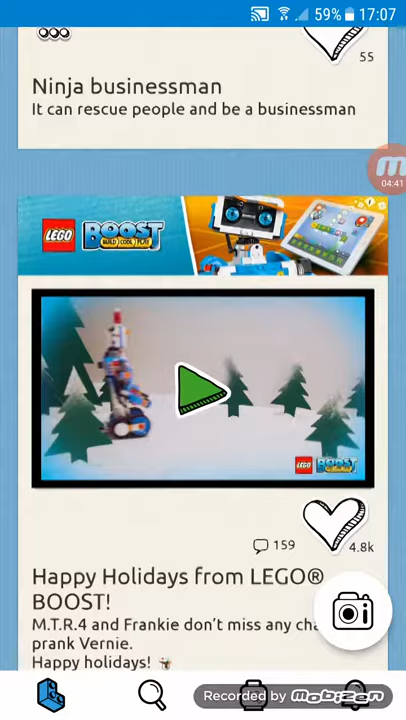 59% 17:07
55
Ninja businessman
It can rescue people and be a businessman
04:41
LEGO BOOST
BUILD CODE PLAY
LEGO BOOST
159
4.8k
Happy Holidays from LEGO®
BOOST!
M.T.R.4 and Frankie don't miss any cha
prank Vernie.
Happy holidays!
Recorded by Mobizen